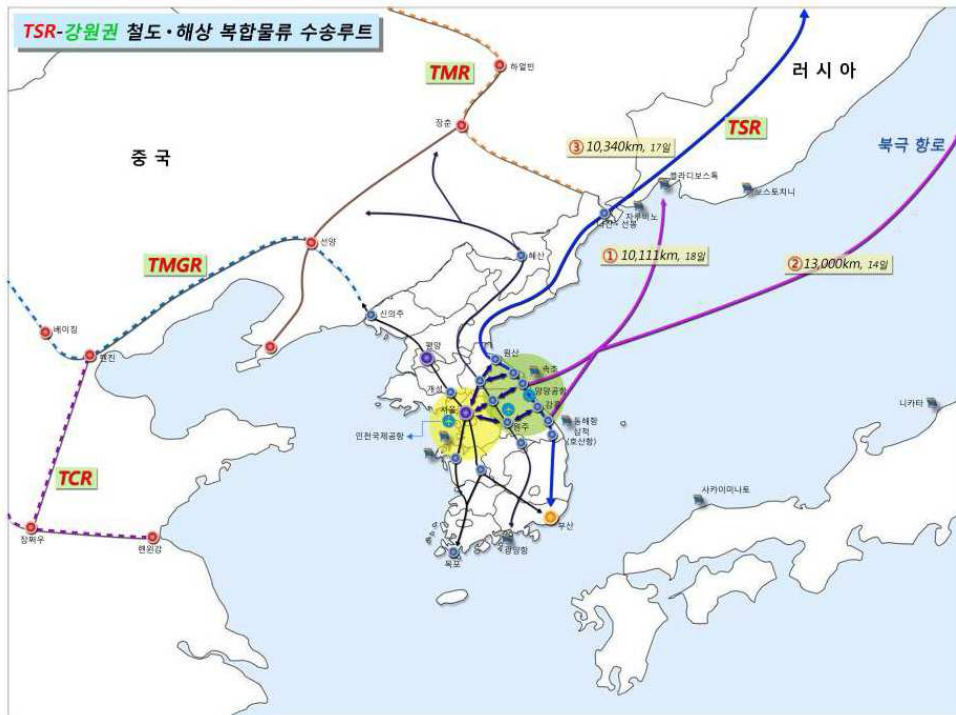 TSR-강원권 철도·해상 복합물류 수송루트
하얼빈
TMR
러 시 아
장춘
TSR
북극 항로
중 국
③ 10,340km, 17일
블라디보스톡
보스토치니
자루비노
나진· 선봉
선양
TMGR
혜산
① 10,111km, 18일
② 13,000km, 14일
신의주
베이징
텐진
평양
원산
속초
개성
양양공항
서울
강릉
니카타
동해항
삼척
(호산항)
원주
인천국제공항
TCR
사카이미나토
부산
광양항
목포
장쩌우
렌윈강